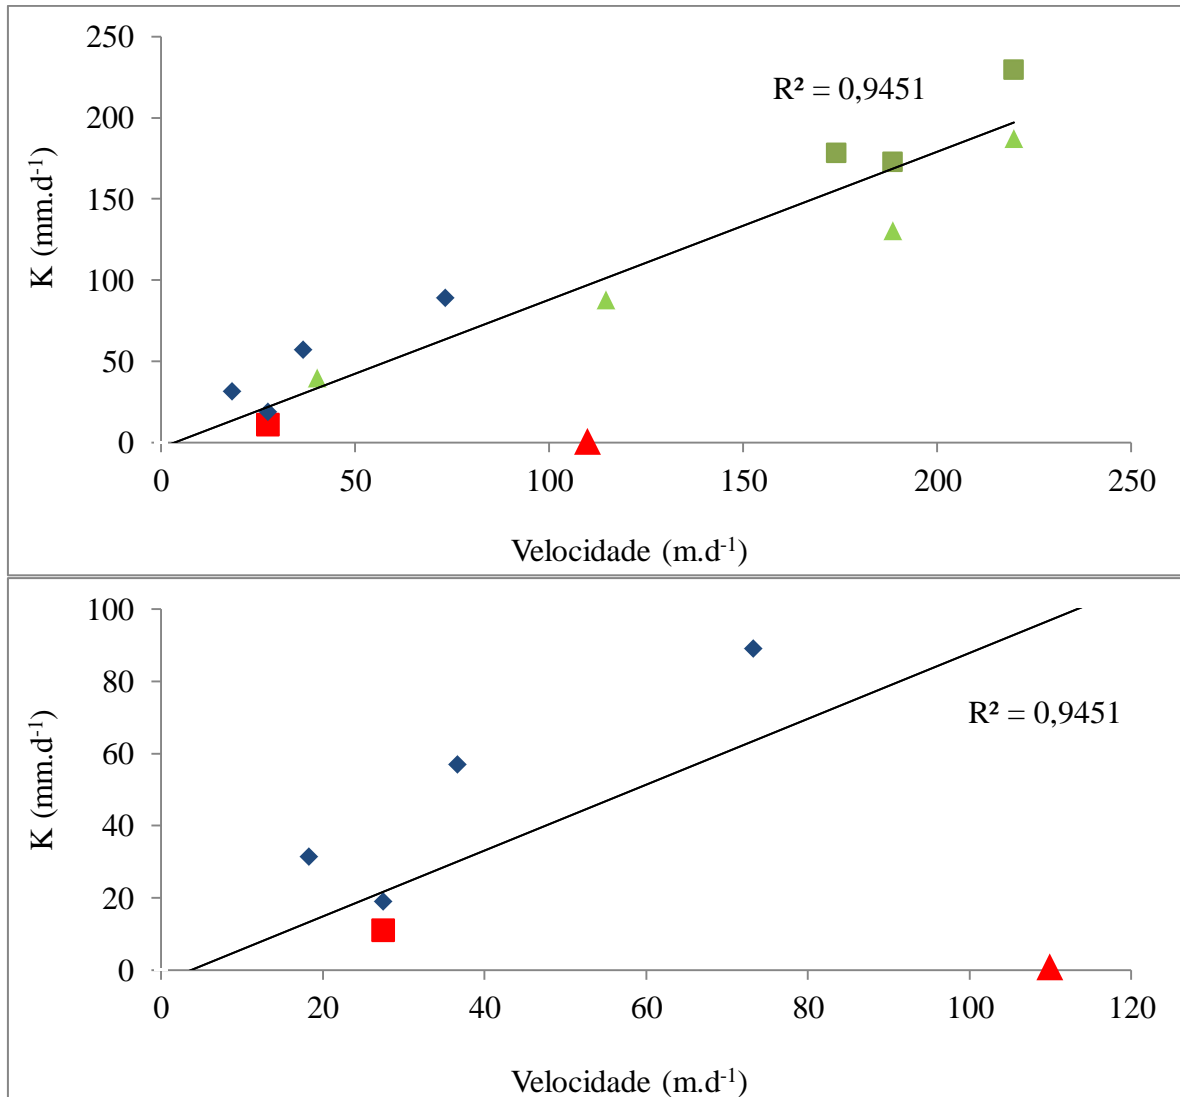 250
200
150
100
50
0
K (mm.d⁻¹)
R² = 0,9451
0 50 100 150 200 250
Velocidade (m.d⁻¹)
100
80
60
40
20
0
K (mm.d⁻¹)
R² = 0,9451
0 20 40 60 80 100 120
Velocidade (m.d⁻¹)